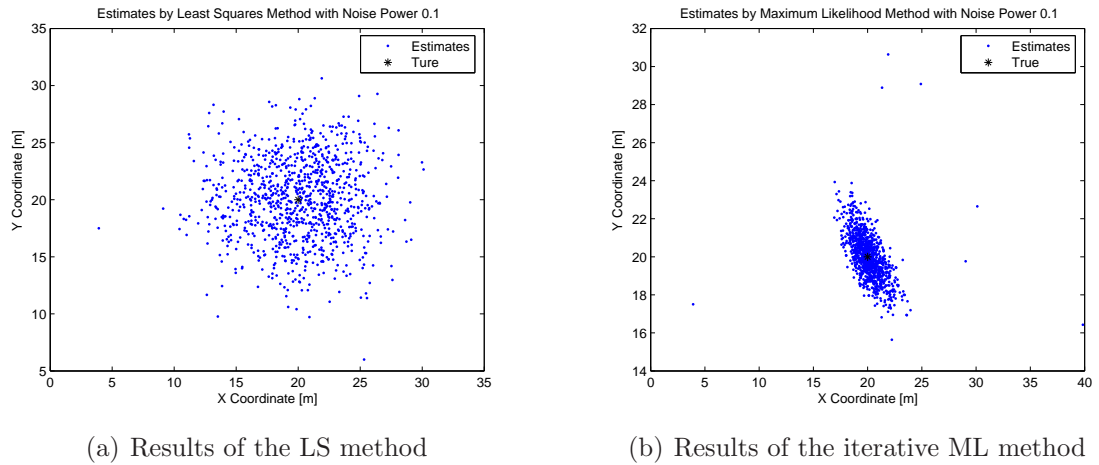 Estimates by Least Squares Method with Noise Power 0.1
35
30
25
20
15
10
5
0 5 10 15 20 25 30 35
Y Coordinate [m]
X Coordinate [m]
Estimates
Ture
(a) Results of the LS method
Estimates by Maximum Likelihood Method with Noise Power 0.1
32
30
28
26
24
22
20
18
16
14
0 5 10 15 20 25 30 35 40
Y Coordinate [m]
X Coordinate [m]
Estimates
True
(b) Results of the iterative ML method